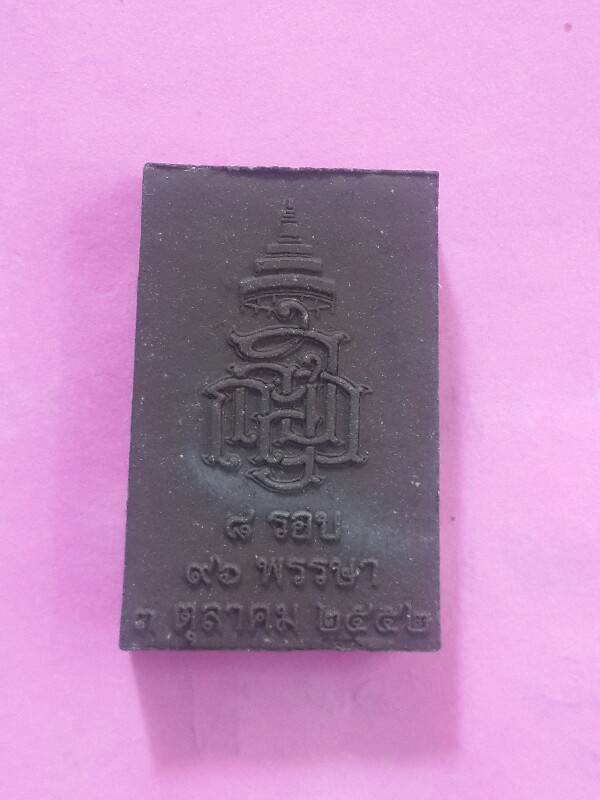 ๘ รอบ
๙๖ พรรษา
๓ ตุลาคม ๒๕๕๒